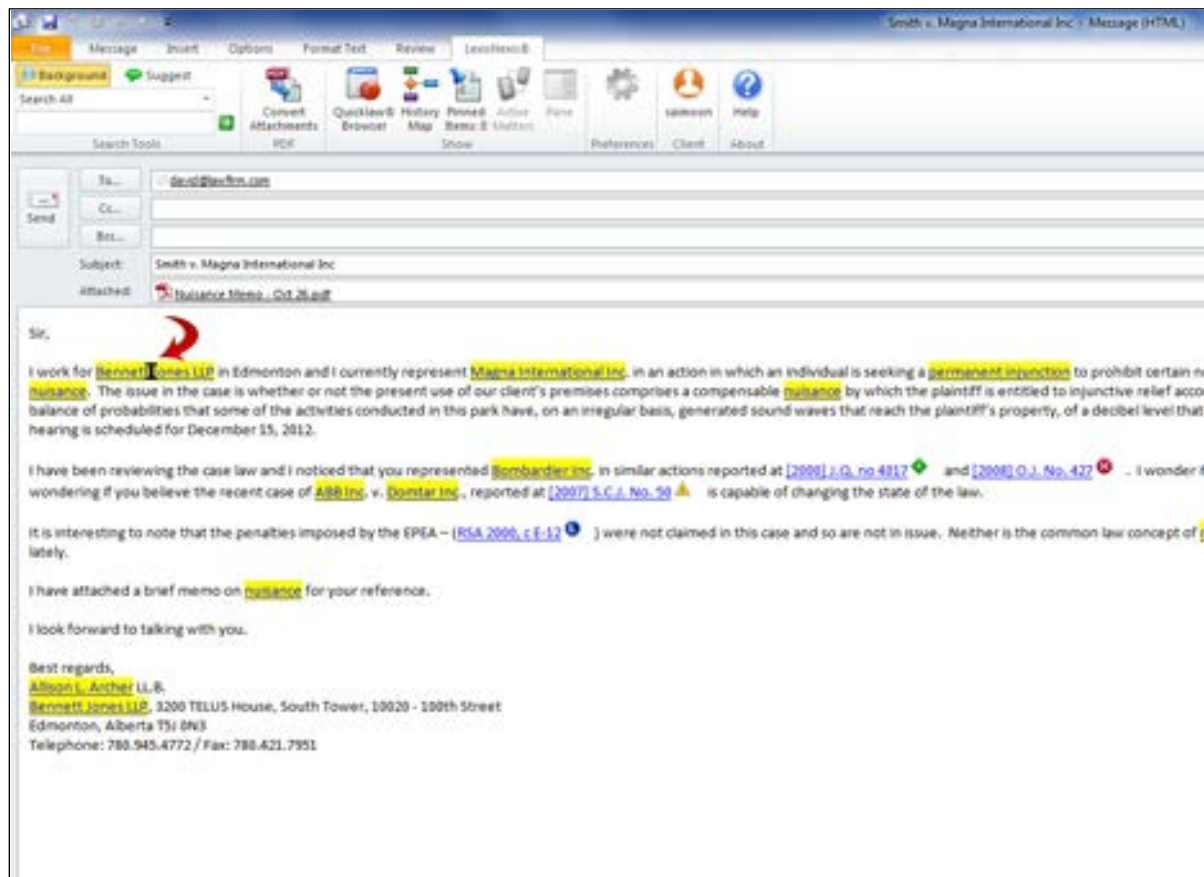 Smith v. Magna International Inc - Message (HTML)
File Message Insert Options Format Text Review LexisNexis®
Background Suggest
Search All
Convert Attachments
Quicklaw® Browser
History Map
Pinned Items: 8
Active Matters
Pane
saimoon
Help
Search Tools PDF Show Preferences Client About
Send
To... david@lawfirm.com
Cc...
Bcc...
Subject: Smith v. Magna International Inc
Attached: Nuisance Memo - Oct 26.pdf
Sir,
I work for Bennett Jones LLP in Edmonton and I currently represent Magna International Inc. in an action in which an individual is seeking a permanent injunction to prohibit certain
nuisance. The issue in the case is whether or not the present use of our client's premises comprises a compensable nuisance by which the plaintiff is entitled to injunctive relief
balance of probabilities that some of the activities conducted in this park have, on an irregular basis, generated sound waves that reach the plaintiff's property, of a decibel level that
hearing is scheduled for December 15, 2012.
I have been reviewing the case law and I noticed that you represented Bombardier Inc. in similar actions reported at [2008] J.Q. no 4017 and [2008] O.J. No. 427 . I wonder if
wondering if you believe the recent case of ABB Inc. v. Domtar Inc., reported at [2007] S.C.J. No. 50 is capable of changing the state of the law.
It is interesting to note that the penalties imposed by the EPEA – (RSA 2000, c E-12 ) were not claimed in this case and so are not in issue. Neither is the common law concept of
lately.
I have attached a brief memo on nuisance for your reference.
I look forward to talking with you.
Best regards,
Allison L. Archer LL.B.
Bennett Jones LLP, 3200 TELUS House, South Tower, 10020 - 100th Street
Edmonton, Alberta T5J 0N3
Telephone: 780.945.4772 / Fax: 780.421.7951